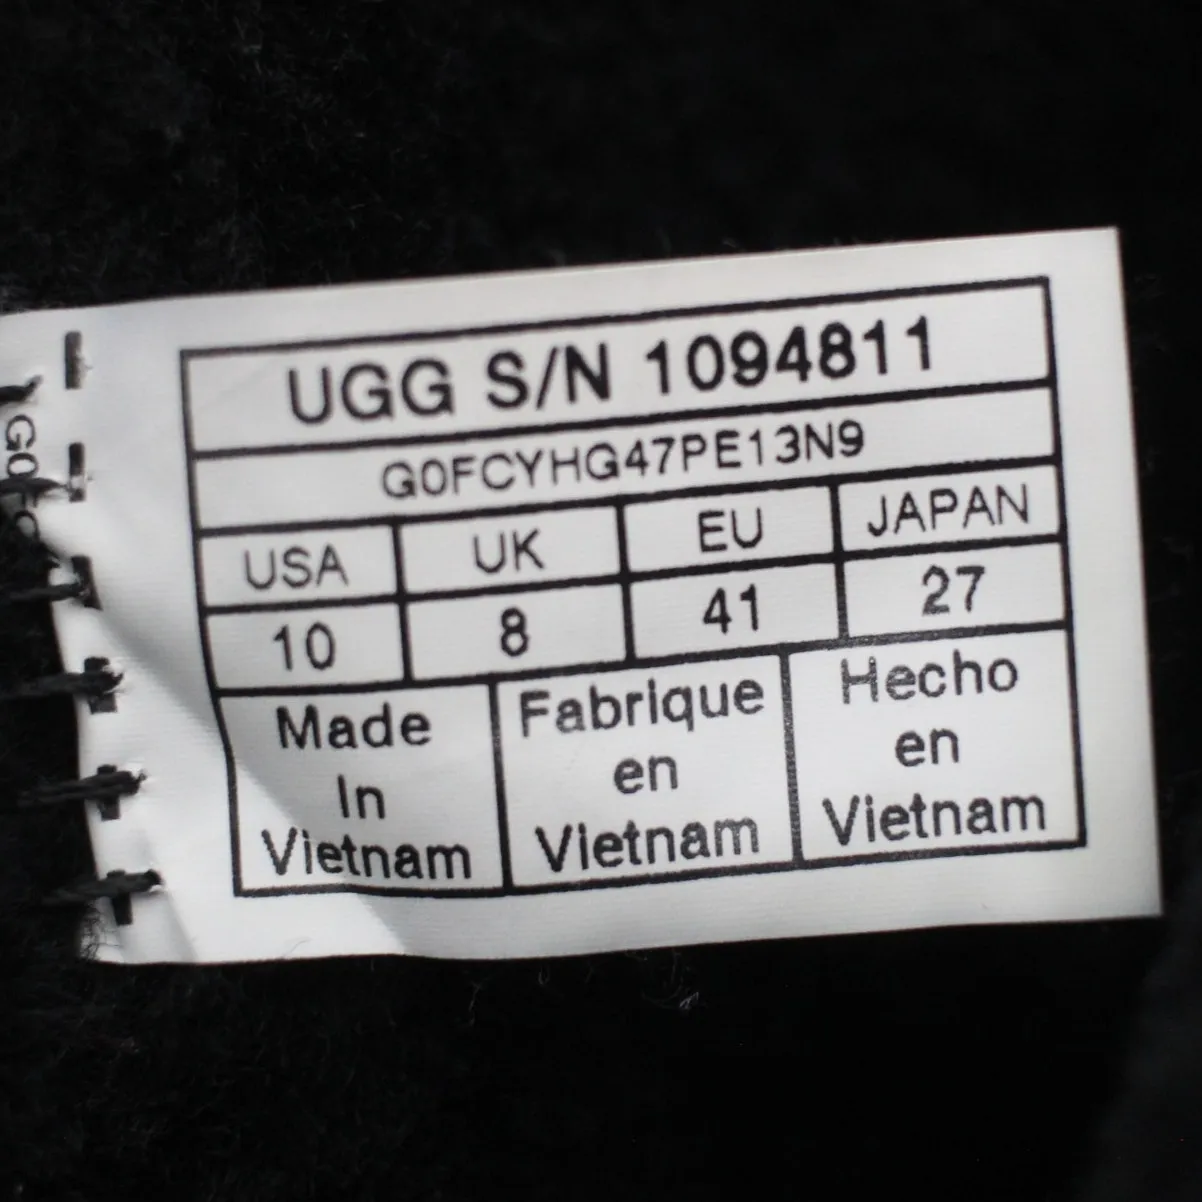 UGG S/N 1094811
G0FCYHG47PE13N9
USA UK EU JAPAN
10 8 41 27
Made
In
Vietnam
Fabrique
en
Vietnam
Hecho
en
Vietnam
G0FC